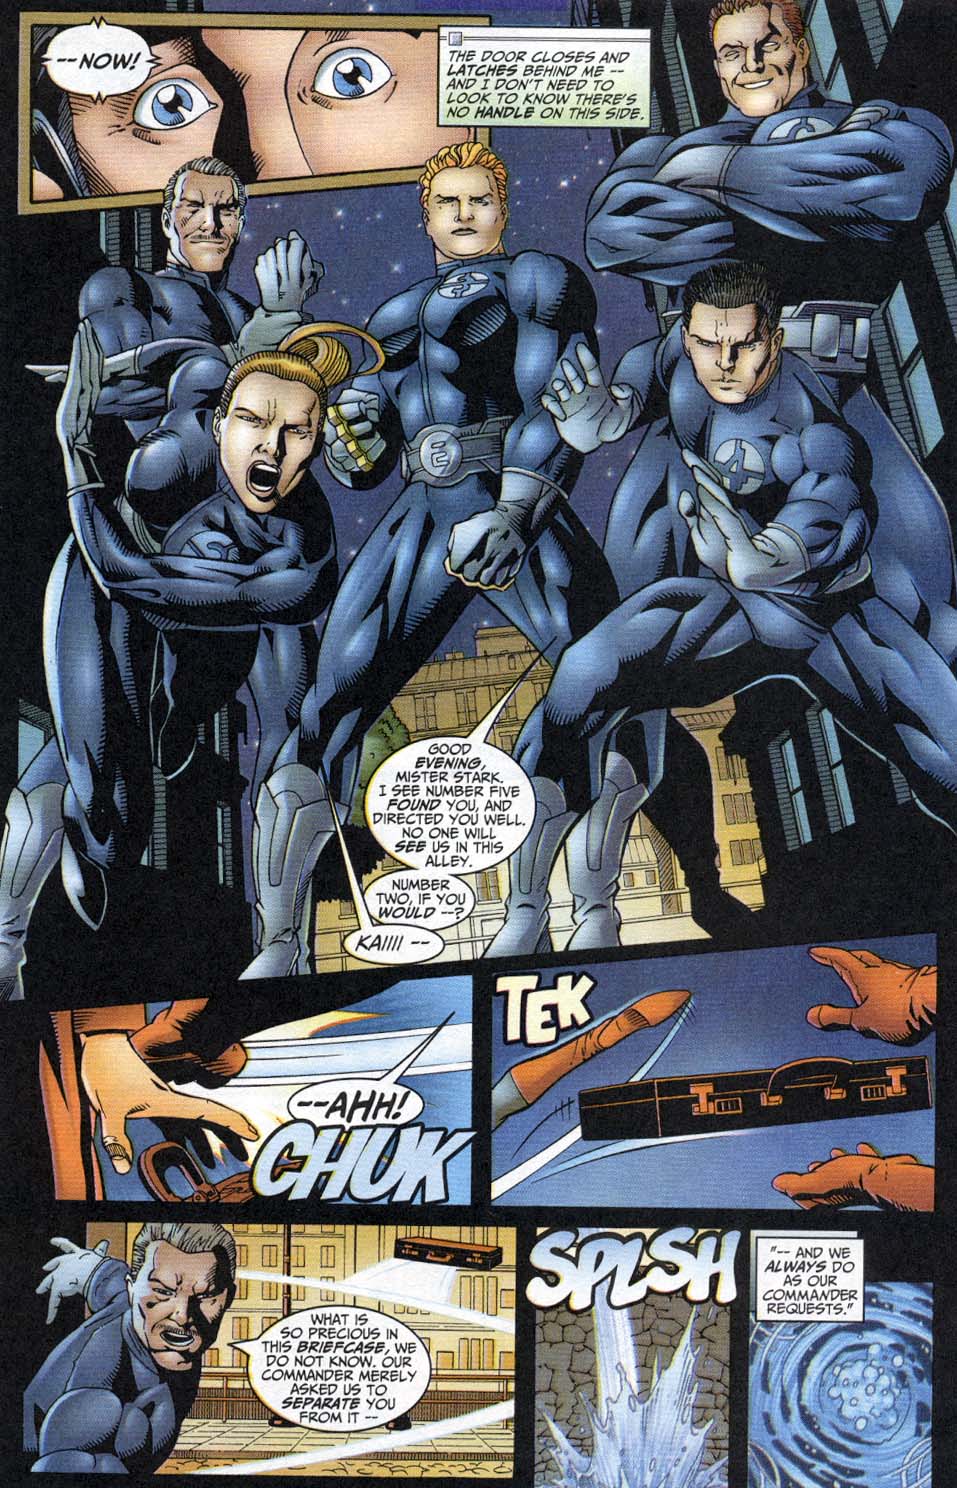 --NOW!
THE DOOR CLOSES AND
LATCHES BEHIND ME --
AND I DON'T NEED TO
LOOK TO KNOW THERE'S
NO HANDLE ON THIS SIDE.
4
GOOD
EVENING,
MISTER STARK.
I SEE NUMBER FIVE
FOUND YOU, AND
DIRECTED YOU WELL.
NO ONE WILL
SEE US IN THIS
ALLEY.
NUMBER
TWO, IF YOU
WOULD --?
KAIIII --
--AHH!
CHUK
TEK
WHAT IS
SO PRECIOUS IN
THIS BRIEFCASE, WE
DO NOT KNOW. OUR
COMMANDER MERELY
ASKED US TO
SEPARATE YOU
FROM IT --
SPLSH
"-- AND WE
ALWAYS DO
AS OUR
COMMANDER
REQUESTS."